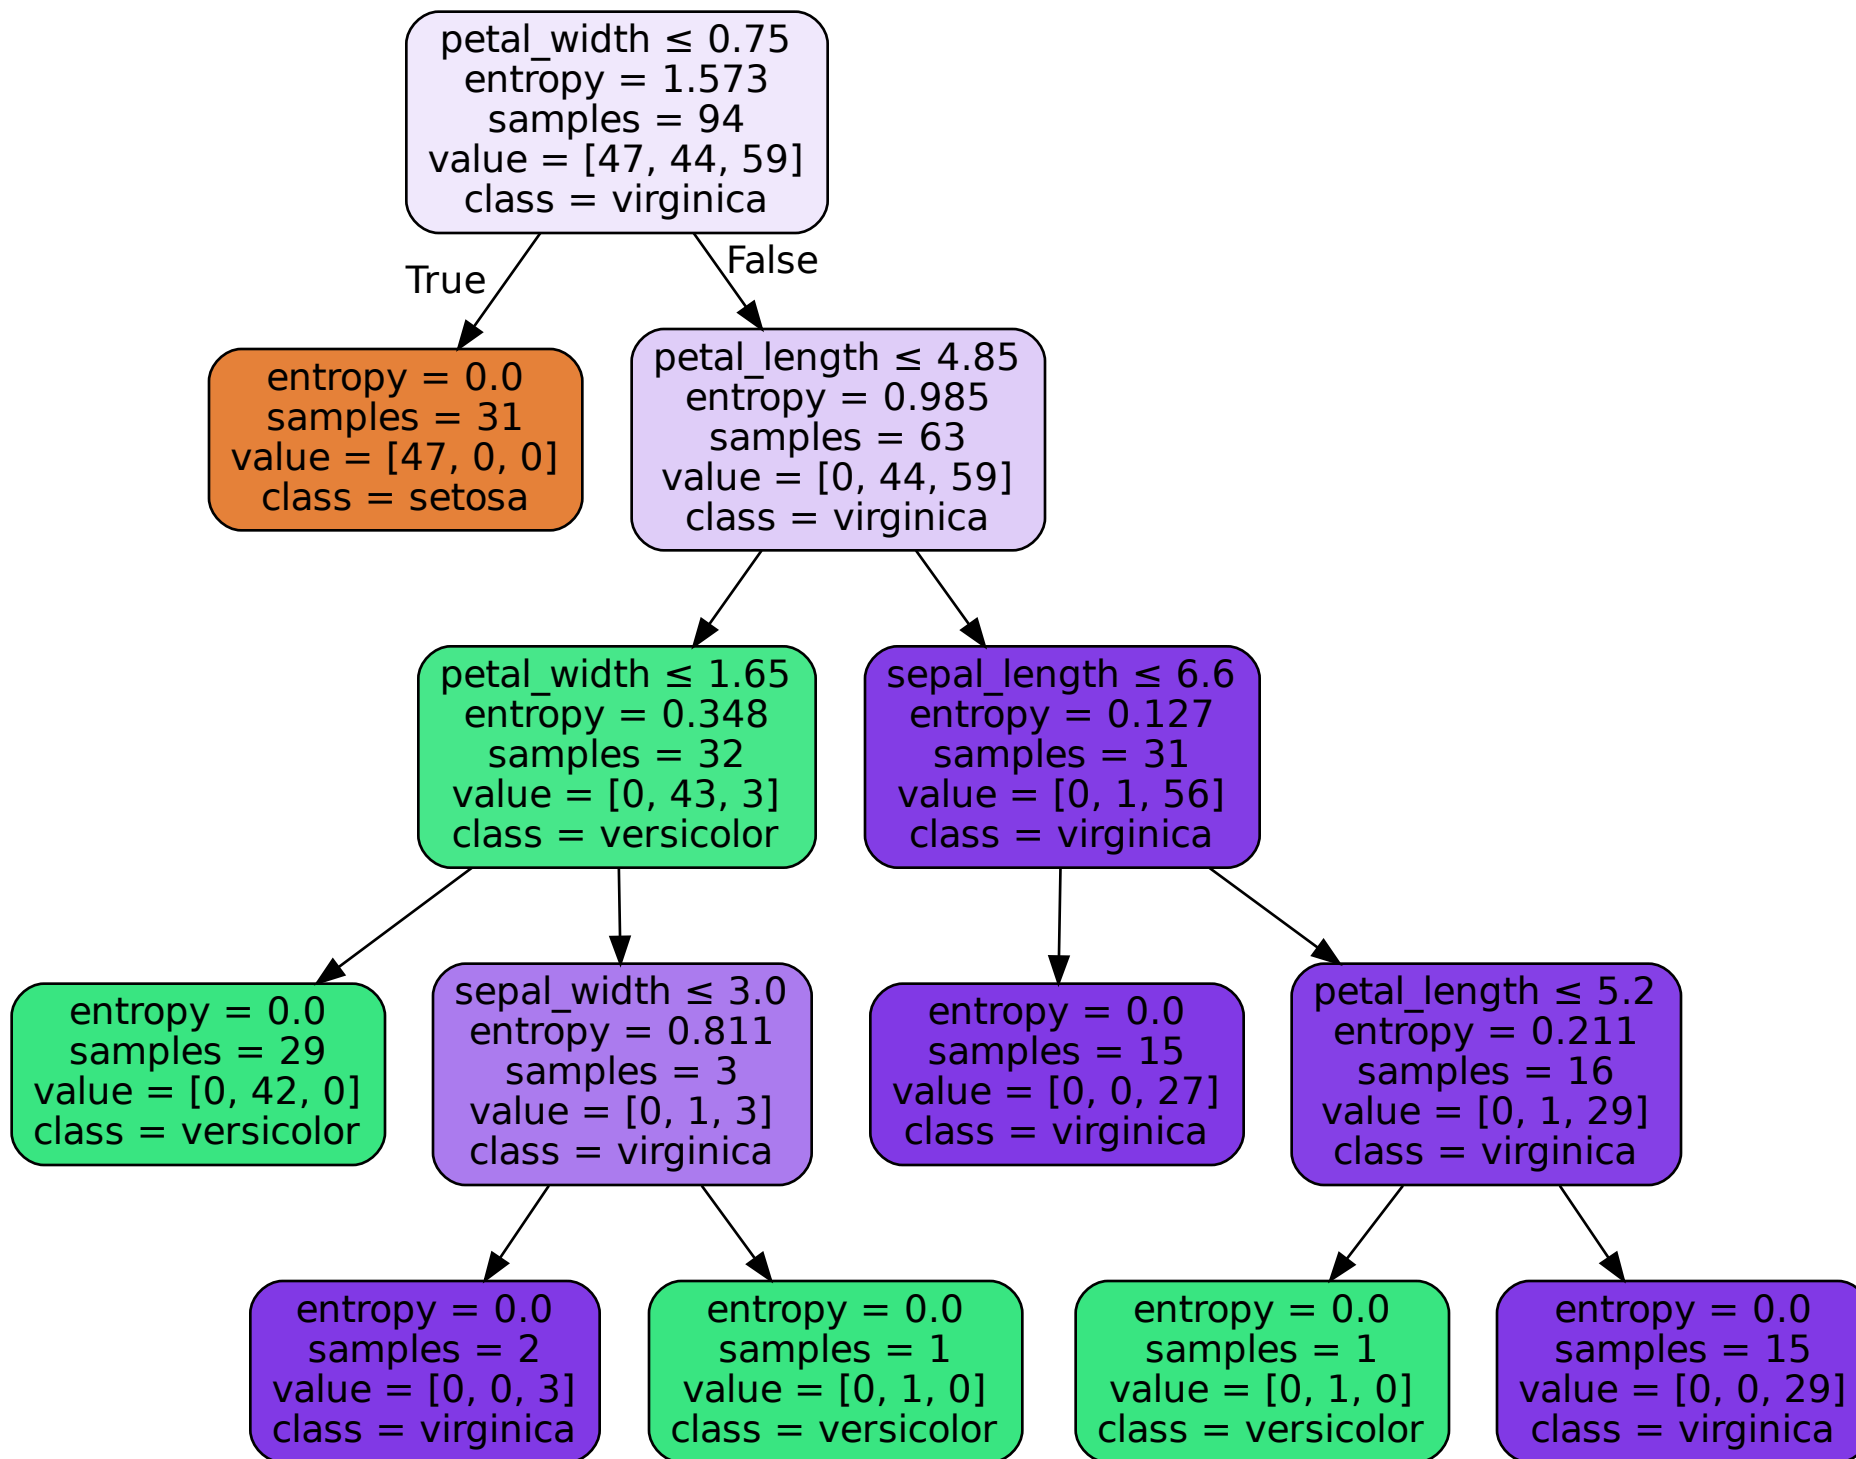 petal_width ≤ 0.75
entropy = 1.573
samples = 94
value = [47, 44, 59]
class = virginica
True
False
entropy = 0.0
samples = 31
value = [47, 0, 0]
class = setosa
petal_length ≤ 4.85
entropy = 0.985
samples = 63
value = [0, 44, 59]
class = virginica
petal_width ≤ 1.65
entropy = 0.348
samples = 32
value = [0, 43, 3]
class = versicolor
sepal_length ≤ 6.6
entropy = 0.127
samples = 31
value = [0, 1, 56]
class = virginica
entropy = 0.0
samples = 29
value = [0, 42, 0]
class = versicolor
sepal_width ≤ 3.0
entropy = 0.811
samples = 3
value = [0, 1, 3]
class = virginica
entropy = 0.0
samples = 15
value = [0, 0, 27]
class = virginica
petal_length ≤ 5.2
entropy = 0.211
samples = 16
value = [0, 1, 29]
class = virginica
entropy = 0.0
samples = 2
value = [0, 0, 3]
class = virginica
entropy = 0.0
samples = 1
value = [0, 1, 0]
class = versicolor
entropy = 0.0
samples = 1
value = [0, 1, 0]
class = versicolor
entropy = 0.0
samples = 15
value = [0, 0, 29]
class = virginica